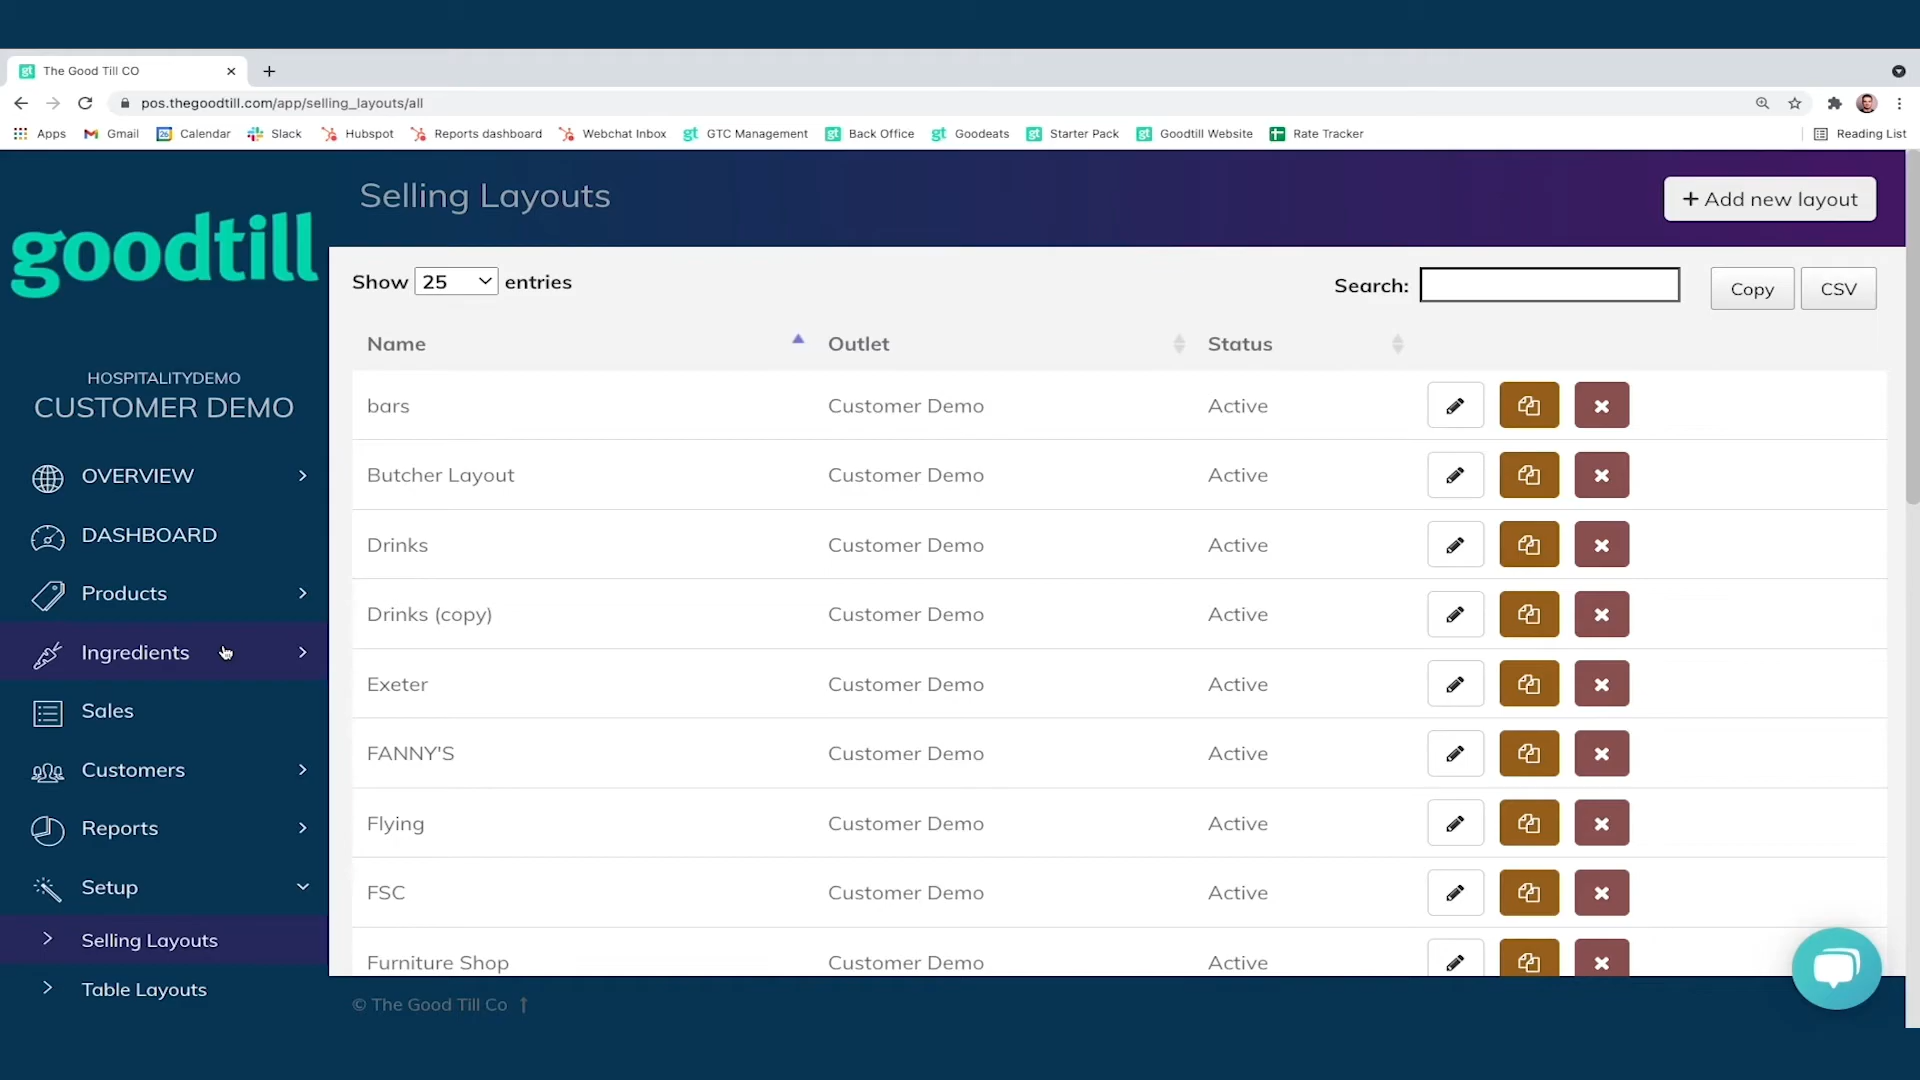 The Good Till CO
pos.thegoodtill.com/app/selling_layouts/all
Apps Gmail Calendar Slack Hubspot Reports dashboard Webchat Inbox GTC Management Back Office Goodeats Starter Pack Goodtill Website Rate Tracker Reading List
goodtill
HOSPITALITYDEMO
CUSTOMER DEMO
OVERVIEW
DASHBOARD
Products
Ingredients
Sales
Customers
Reports
Setup
Selling Layouts
Table Layouts
Selling Layouts
+ Add new layout
Show 25 entries
Search:
Copy
CSV
Name Outlet Status
bars Customer Demo Active
Butcher Layout Customer Demo Active
Drinks Customer Demo Active
Drinks (copy) Customer Demo Active
Exeter Customer Demo Active
FANNY'S Customer Demo Active
Flying Customer Demo Active
FSC Customer Demo Active
Furniture Shop Customer Demo Active
© The Good Till Co ↑